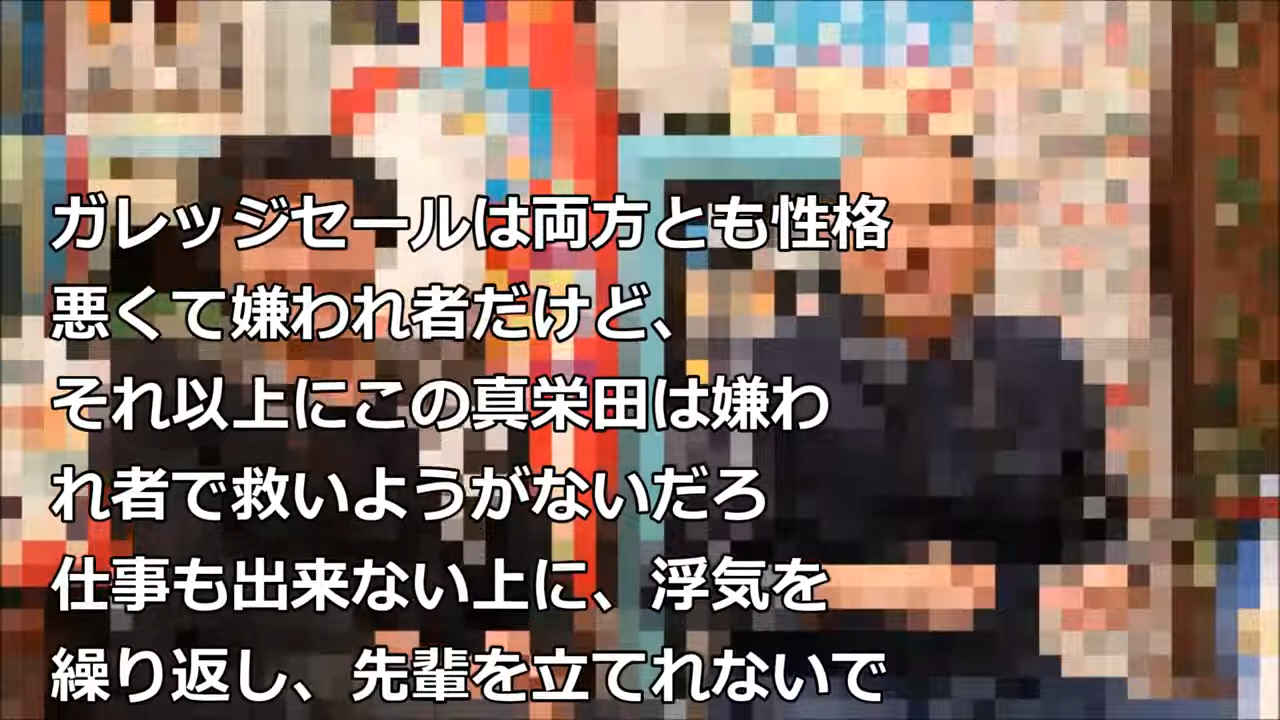 ガレッジセールは両方とも性格
悪くて嫌われ者だけど、
それ以上にこの真栄田は嫌わ
れ者で救いようがないだろ
仕事も出来ない上に、浮気を
繰り返し、先輩を立てれないで